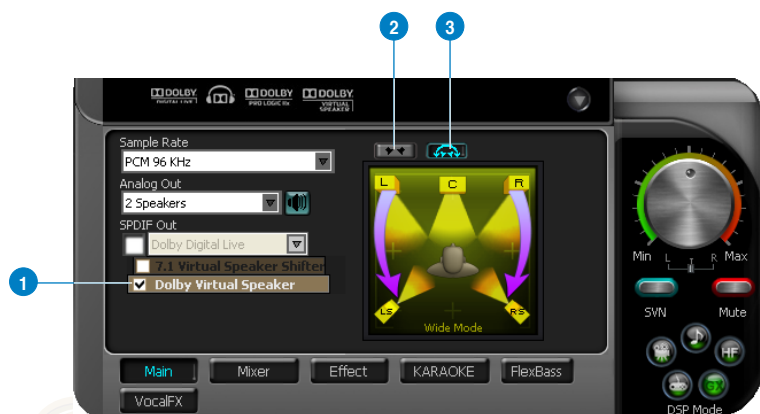 2
3
DOLBY DIGITAL LIVE
DOLBY PRO LOGIC IIx
DOLBY VIRTUAL SPEAKER
Sample Rate
PCM 96 KHz
Analog Out
2 Speakers
SPDIF Out
Dolby Digital Live
7.1 Virtual Speaker Shifter
1
Dolby Virtual Speaker
L
C
R
LS
RS
Wide Mode
Min
L
T
R
Max
SVN
Mute
HF
GX
DSP Mode
Main
Mixer
Effect
KARAOKE
FlexBass
VocalFX